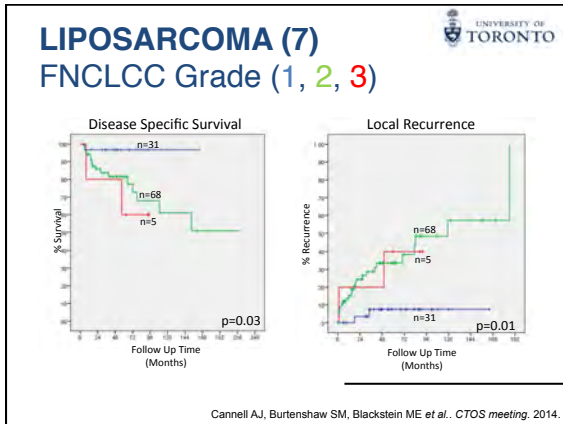 LIPOSARCOMA (7)
FNCLCC Grade (1, 2, 3)
UNIVERSITY OF
TORONTO
Disease Specific Survival
n=31
n=68
n=5
% Survival
p=0.03
Follow Up Time
(Months)
Local Recurrence
n=68
n=5
n=31
% Recurrence
p=0.01
Follow Up Time
(Months)
Cannell AJ, Burtenshaw SM, Blackstein ME et al.. CTOS meeting. 2014.